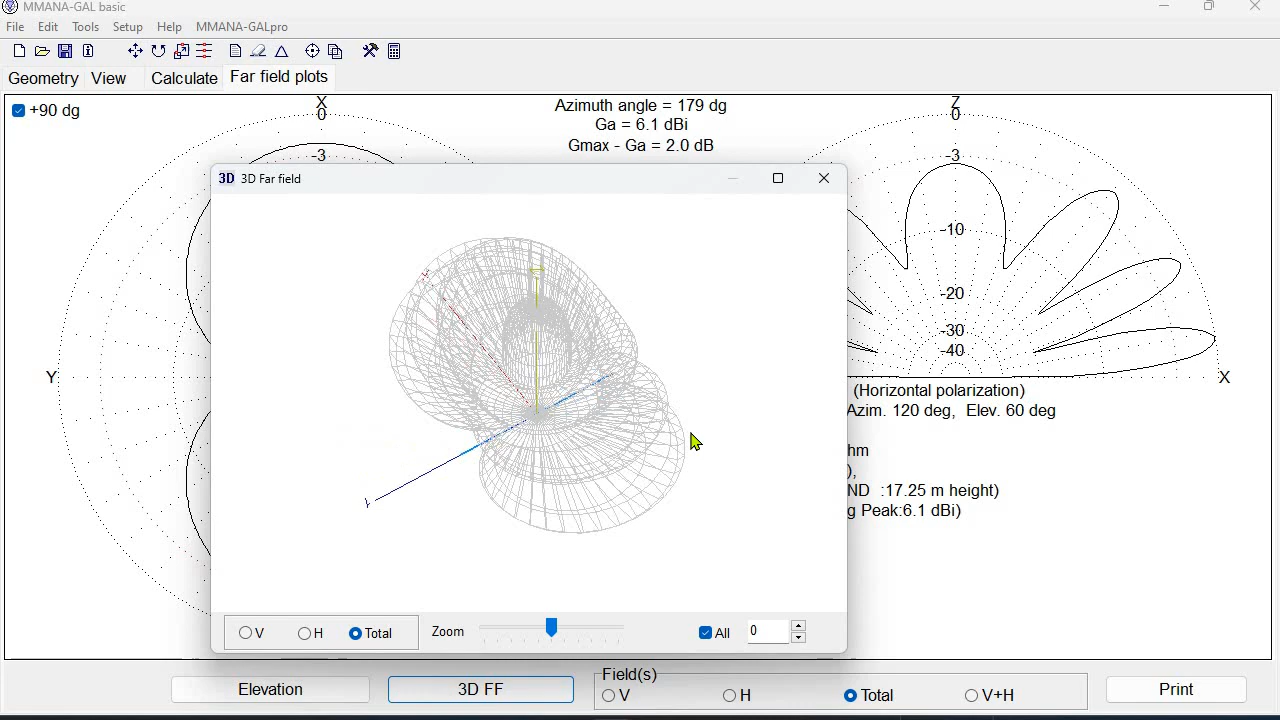 MMANA-GAL basic
File Edit Tools Setup Help MMANA-GALpro
Geometry View Calculate Far field plots
+90 dg
X
0
-3
Y
Azimuth angle = 179 dg
Ga = 6.1 dBi
Gmax - Ga = 2.0 dB
Z
0
-3
-10
-20
-30
-40
X
(Horizontal polarization)
Azim. 120 deg, Elev. 60 deg
hm
),
ND :17.25 m height)
g Peak:6.1 dBi)
3D 3D Far field
X
Y
V H Total Zoom All 0
Elevation 3D FF Print
Field(s)
V H Total V+H